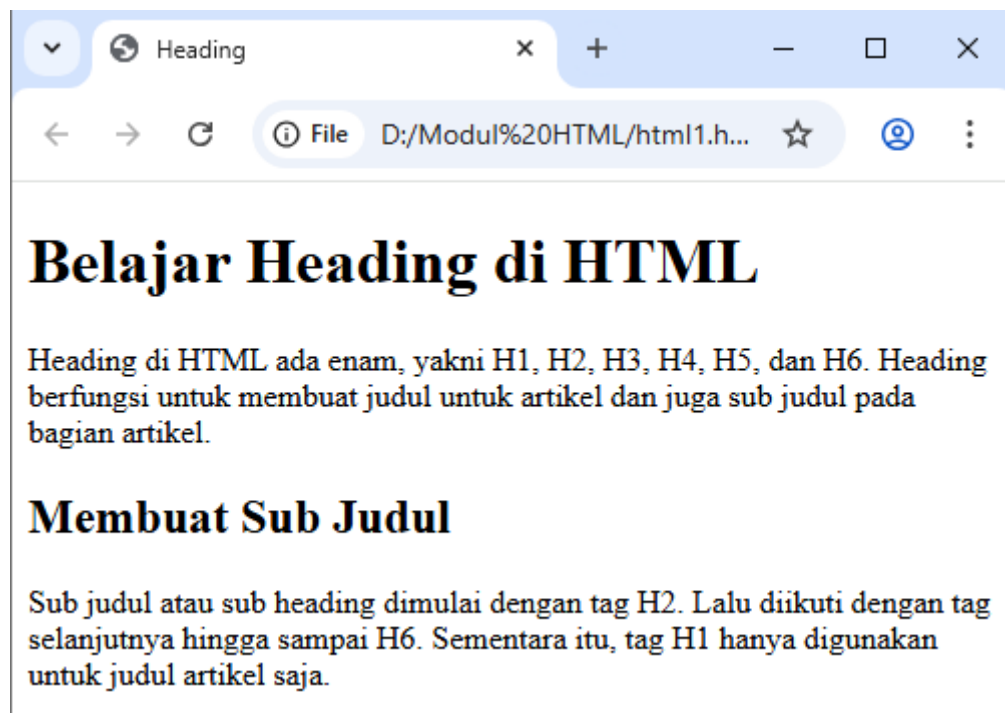 Heading
File D:/Modul%20HTML/html1.h...
Belajar Heading di HTML
Heading di HTML ada enam, yakni H1, H2, H3, H4, H5, dan H6. Heading
berfungsi untuk membuat judul untuk artikel dan juga sub judul pada
bagian artikel.
Membuat Sub Judul
Sub judul atau sub heading dimulai dengan tag H2. Lalu diikuti dengan tag
selanjutnya hingga sampai H6. Sementara itu, tag H1 hanya digunakan
untuk judul artikel saja.